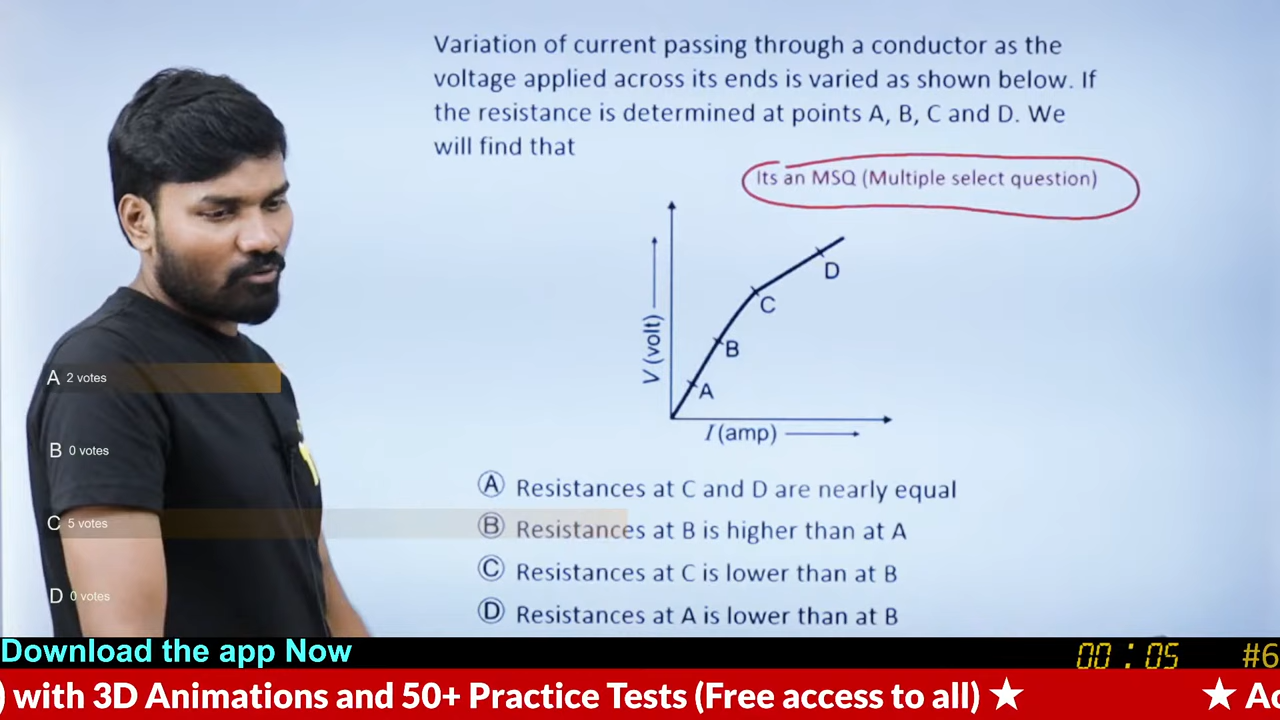 Variation of current passing through a conductor as the
voltage applied across its ends is varied as shown below. If
the resistance is determined at points A, B, C and D. We
will find that
Its an MSQ (Multiple select question)
V (volt)
D
C
B
A
I (amp)
A Resistances at C and D are nearly equal
B Resistances at B is higher than at A
C Resistances at C is lower than at B
D Resistances at A is lower than at B
A 2 votes
B 0 votes
C 5 votes
D 0 votes
Download the app Now
00 : 05
#6
) with 3D Animations and 50+ Practice Tests (Free access to all) ★ ★ Ac